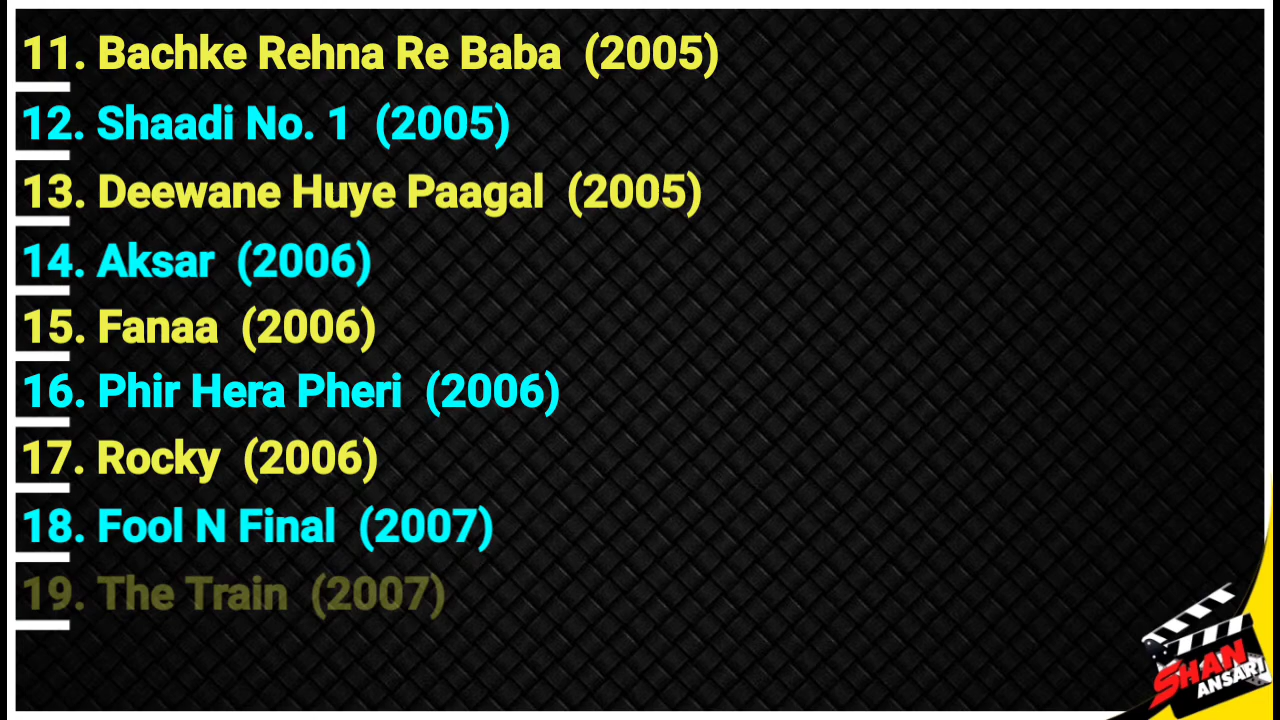 11. Bachke Rehna Re Baba (2005)
12. Shaadi No. 1 (2005)
13. Deewane Huye Paagal (2005)
14. Aksar (2006)
15. Fanaa (2006)
16. Phir Hera Pheri (2006)
17. Rocky (2006)
18. Fool N Final (2007)
19. The Train (2007)
SHAN
ANSARI